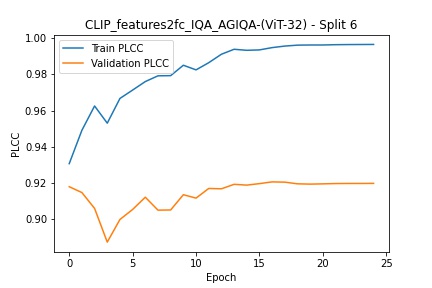 CLIP_features2fc_IQA_AGIQA-(ViT-32) - Split 6
Train PLCC
Validation PLCC
1.00
0.98
0.96
0.94
0.92
0.90
PLCC
0
5
10
15
20
25
Epoch